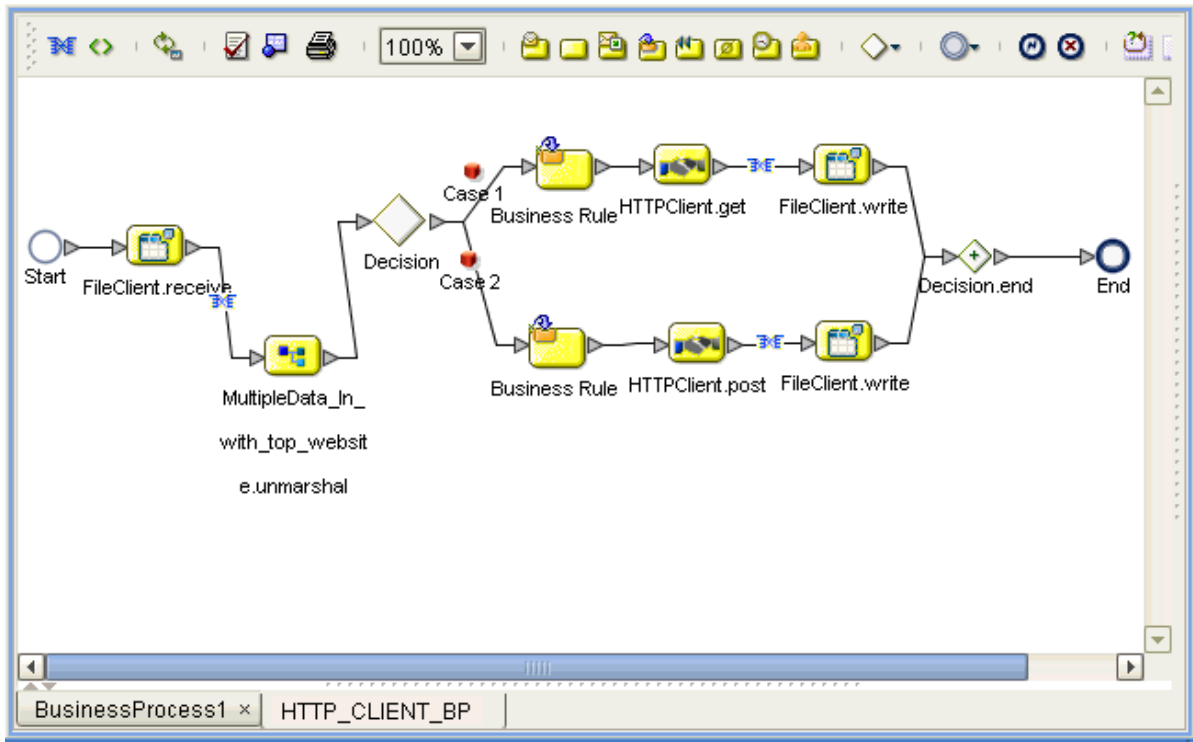 100%
Case 1
Business Rule
HTTPClient.get
FileClient.write
Start
FileClient.receive
Decision
Case 2
Decision.end
End
MultipleData_In_
with_top_websit
e.unmarshal
Business Rule
HTTPClient.post
FileClient.write
BusinessProcess1 ×
HTTP_CLIENT_BP